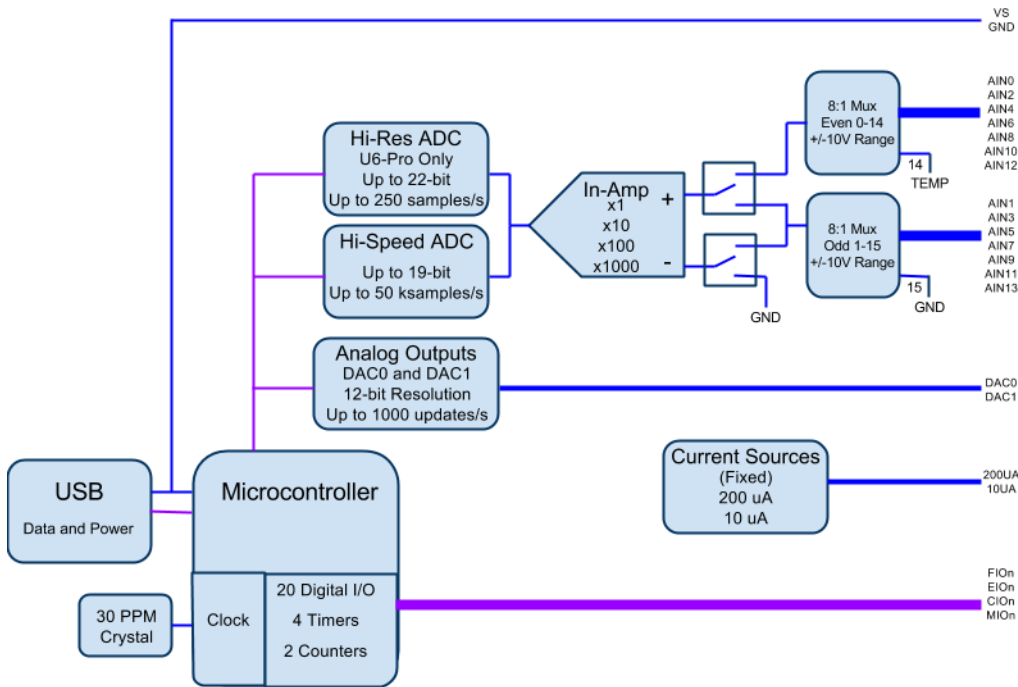 VS
GND
AIN0
AIN2
AIN4
AIN6
AIN8
AIN10
AIN12
8:1 Mux
Even 0-14
+/-10V Range
14
TEMP
Hi-Res ADC
U6-Pro Only
Up to 22-bit
Up to 250 samples/s
In-Amp
x1
x10
x100
x1000
+
-
Hi-Speed ADC
Up to 19-bit
Up to 50 ksamples/s
AIN1
AIN3
AIN5
AIN7
AIN9
AIN11
AIN13
8:1 Mux
Odd 1-15
+/-10V Range
15
GND
GND
Analog Outputs
DAC0 and DAC1
12-bit Resolution
Up to 1000 updates/s
DAC0
DAC1
Current Sources
(Fixed)
200 uA
10 uA
200UA
10UA
USB
Data and Power
Microcontroller
30 PPM
Crystal
Clock
20 Digital I/O
4 Timers
2 Counters
FIOn
EIOn
CIOn
MIOn